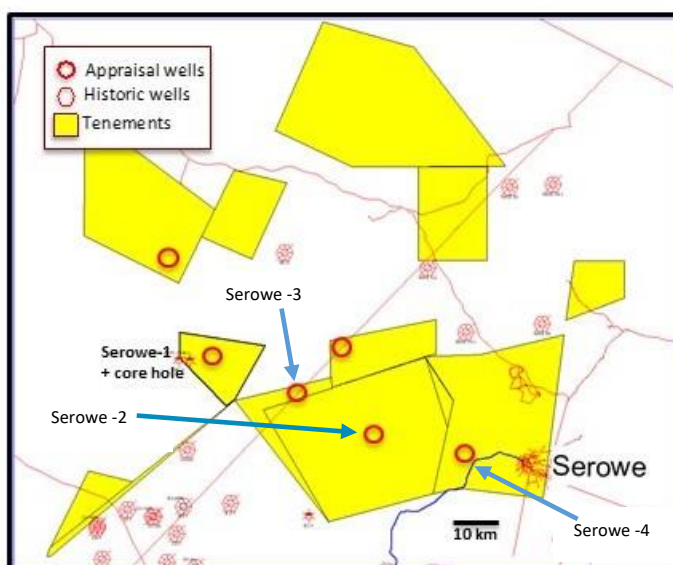 Appraisal wells
Historic wells
Tenements
Serowe -3
Serowe-1
+ core hole
Serowe -2
Serowe
10 km
Serowe -4